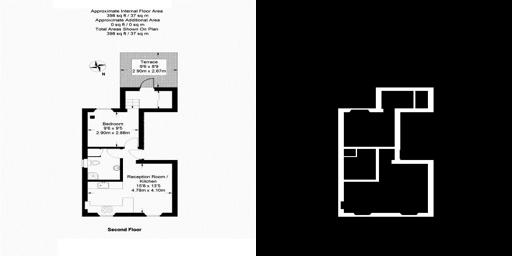 Approximate Internal Floor Area
398 sq ft / 37 sq m
Approximate Additional Area
0 sq ft / 0 sq m
Total Areas Shown On Plan
398 sq ft / 37 sq m
N
Terrace
9'6 x 8'9
2.90m x 2.67m
Bedroom
9'6 x 9'5
2.90m x 2.88m
Reception Room /
Kitchen
15'8 x 13'5
4.78m x 4.10m
Second Floor